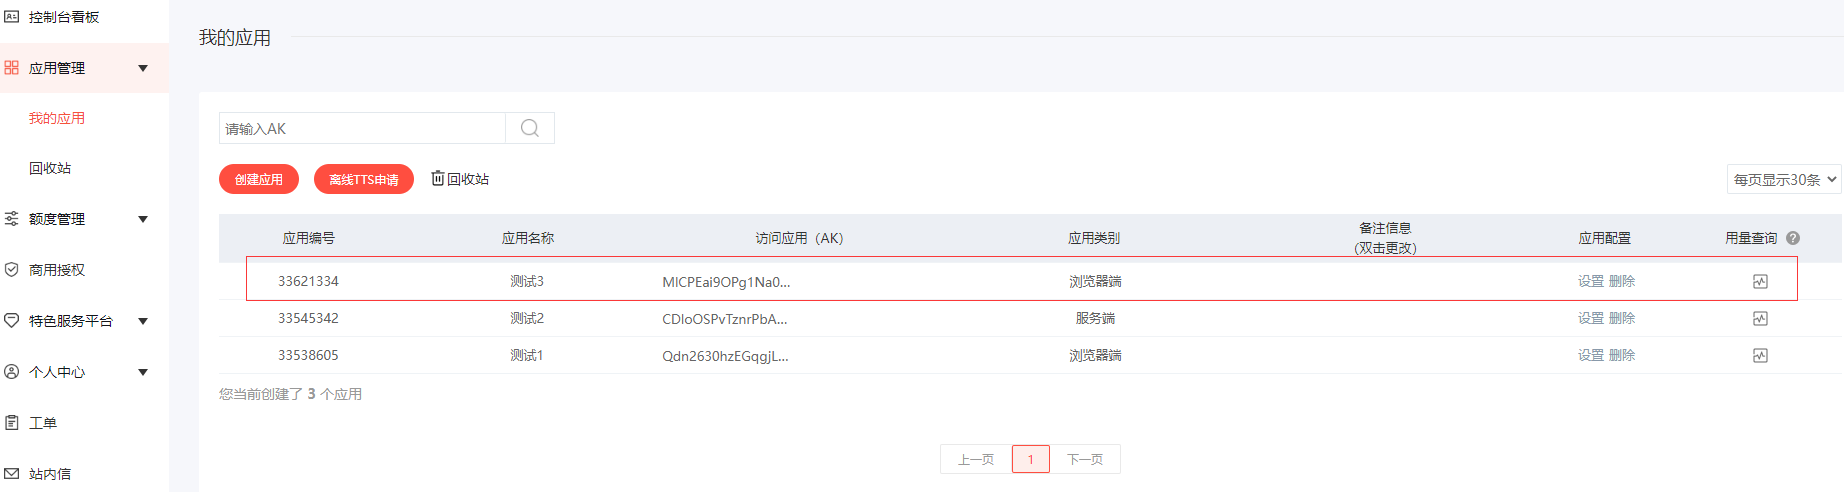 控制台看板
应用管理
我的应用
回收站
额度管理
商用授权
特色服务平台
个人中心
工单
站内信
我的应用
请输入AK
创建应用 离线TTS申请 回收站 每页显示30条
应用编号 应用名称 访问应用（AK） 应用类别 备注信息 应用配置 用量查询 ?
(双击更改)
33621334 测试3 MICPEai9OPg1Na0... 浏览器端 设置 删除
33545342 测试2 CDIoOSPvTznrPbA... 服务端 设置 删除
33538605 测试1 Qdn2630hzEGqgjL... 浏览器端 设置 删除
您当前创建了 3 个应用
上一页 1 下一页